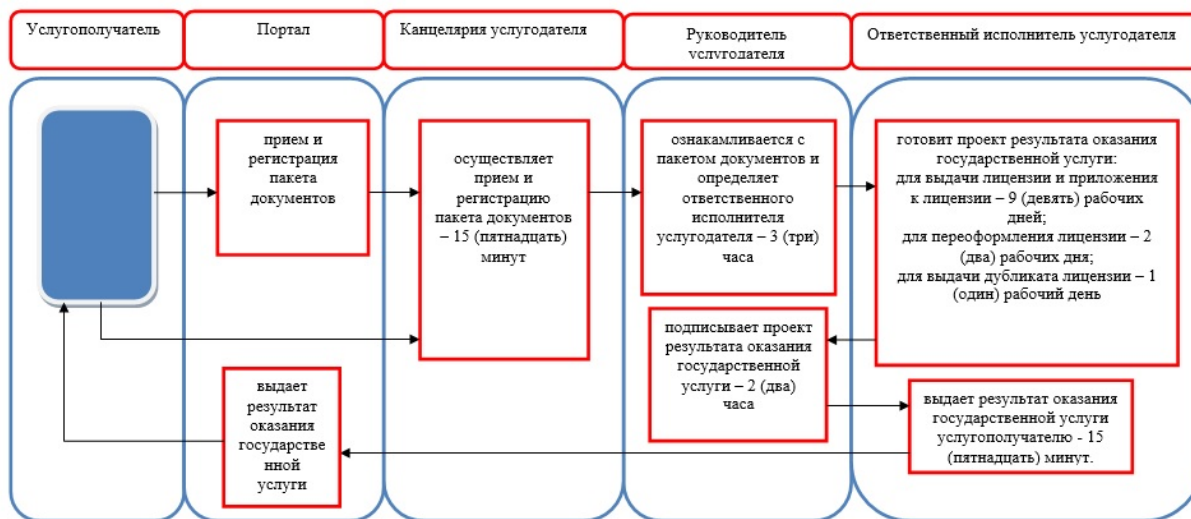 Услугополучатель
Портал
Канцелярия услугодателя
Руководитель
услугодателя
Ответственный исполнитель услугодателя
прием и
регистрация
пакета
документов
осуществляет
прием и
регистрацию
пакета документов
– 15 (пятнадцать)
минут
ознакамливается с
пакетом документов и
определяет
ответственного
исполнителя
услугодателя – 3 (три)
часа
готовит проект результата оказания
государственной услуги:
для выдачи лицензии и приложения
к лицензии – 9 (девять) рабочих
дней;
для переоформления лицензии – 2
(два) рабочих дня;
для выдачи дубликата лицензии – 1
(один) рабочий день
подписывает проект
результата оказания
государственной
услуги – 2 (два)
часа
выдает результат оказания
государственной услуги
услугополучателю - 15
(пятнадцать) минут.
выдает
результат
оказания
государстве
нной
услуги